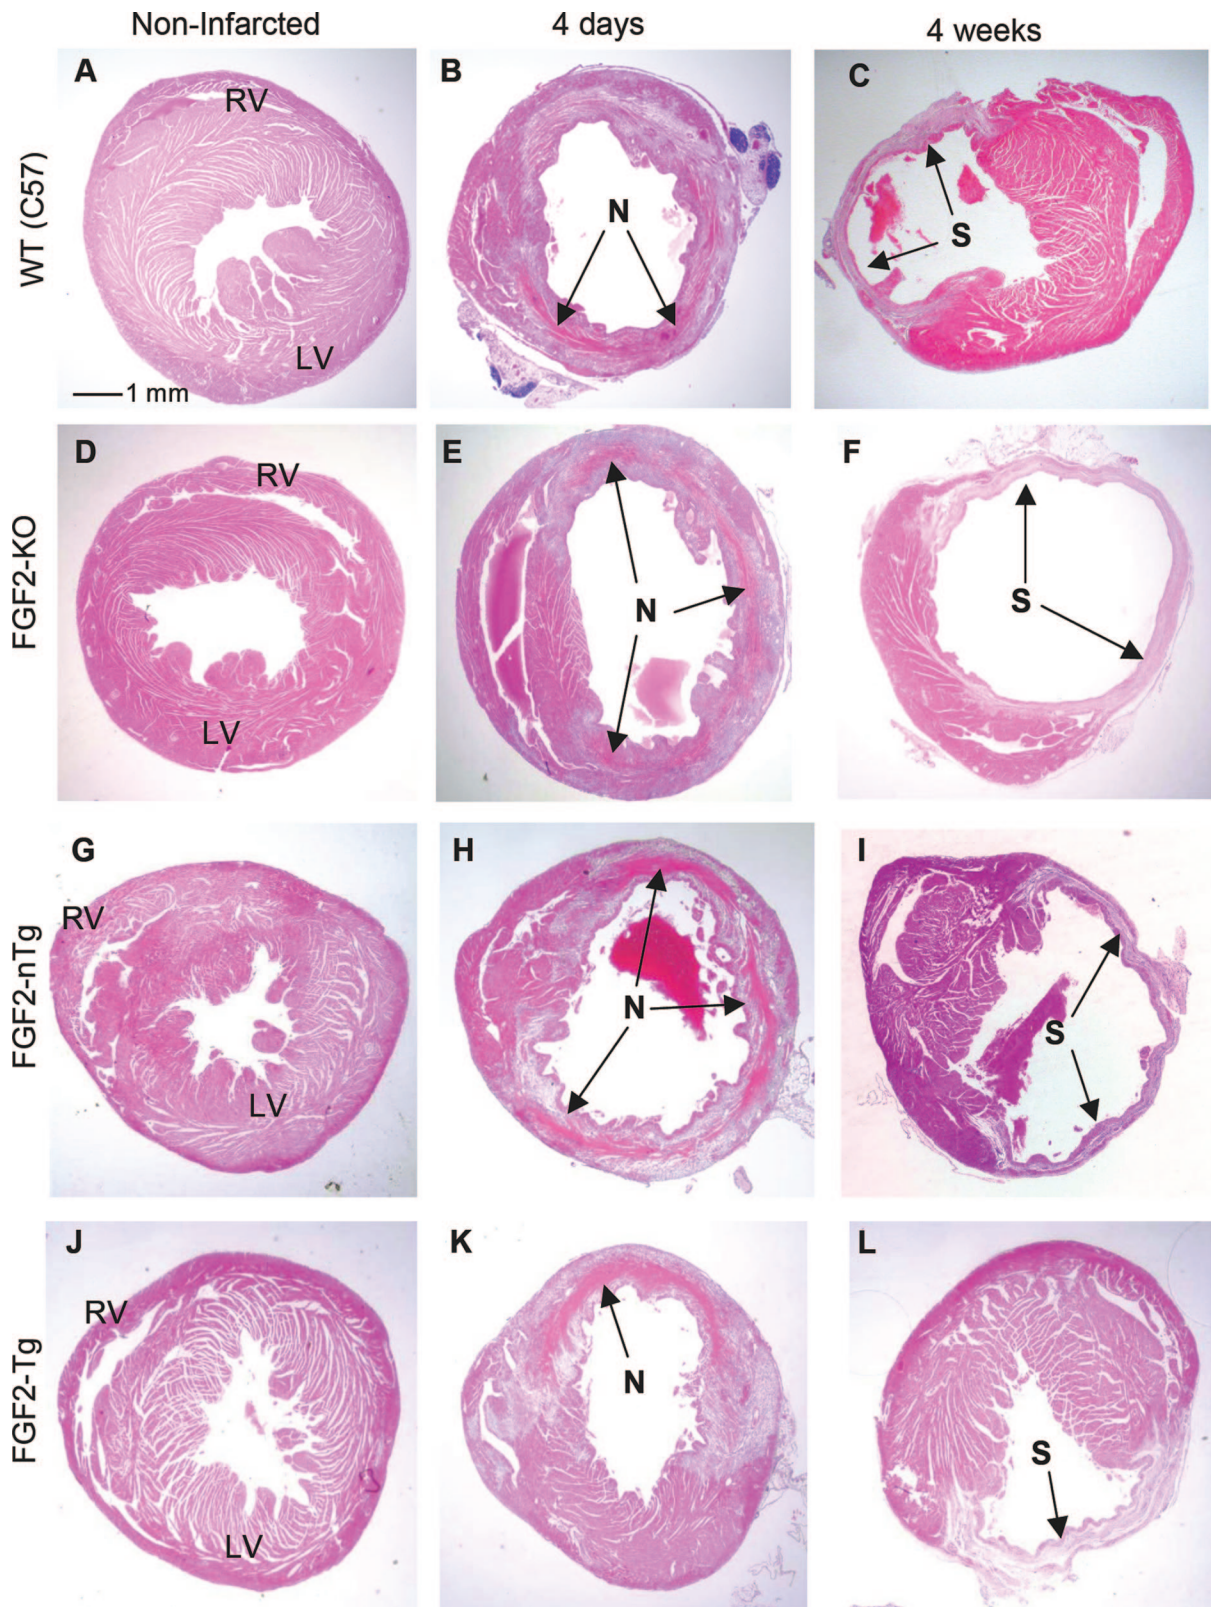 Non-Infarcted 4 days 4 weeks
WT (C57)
A
RV
LV
1 mm
B
N
C
S
FGF2-KO
D
RV
LV
E
N
F
S
FGF2-nTg
G
RV
LV
H
N
I
S
FGF2-Tg
J
RV
LV
K
N
L
S